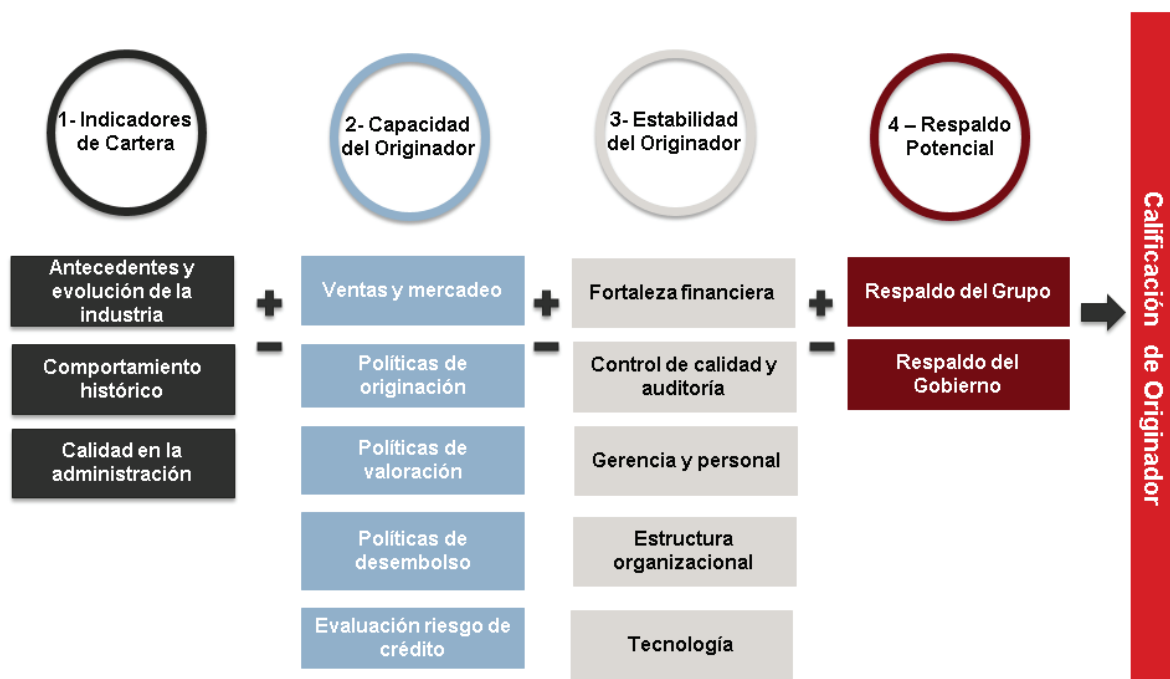 1- Indicadores
de Cartera
2- Capacidad
del Originador
3- Estabilidad
del Originador
4 – Respaldo
Potencial
Antecedentes y
evolución de la
industria
Comportamiento
histórico
Calidad en la
administración
+
–
Ventas y mercadeo
Políticas de
originación
Políticas de
valoración
Políticas de
desembolso
Evaluación riesgo de
crédito
+
–
Fortaleza financiera
Control de calidad y
auditoría
Gerencia y personal
Estructura
organizacional
Tecnología
+
–
Respaldo del Grupo
Respaldo del
Gobierno
Calificación de Originador